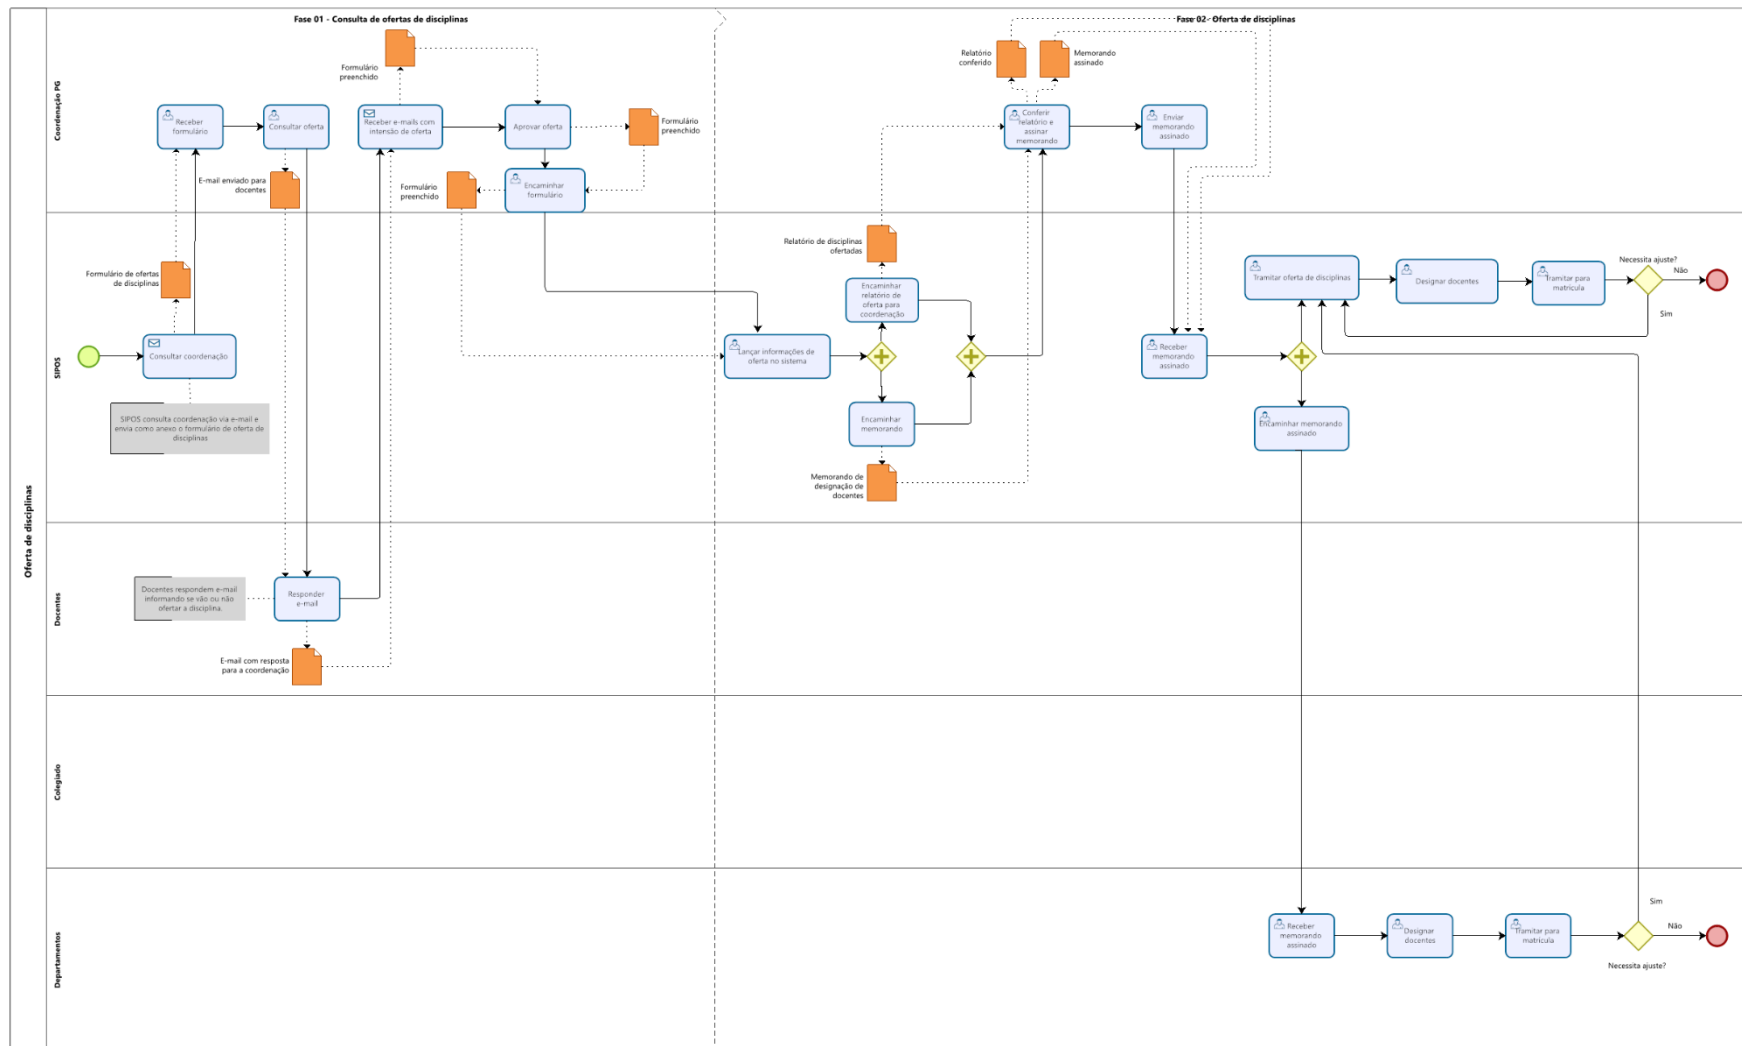 Fase 01 - Consulta de ofertas de disciplinas
Fase 02- Oferta de disciplinas
Oferta de disciplinas
Coordenação PG
Formulário
preenchido
Receber
formulário
Consultar oferta
Receber e-mails com
intensão de oferta
Aprovar oferta
Formulário
preenchido
E-mail enviado para
docentes
Formulário
preenchido
Encaminhar
formulário
Relatório
conferido
Memorando
assinado
Conferir
relatório e
assinar
memorando
Enviar
memorando
assinado
SIPOS
Formulário de ofertas
de disciplinas
Consultar coordenação
SIPOS consulta coordenação via e-mail e
envia como anexo o formulário de oferta de
disciplinas
Relatório de disciplinas
ofertadas
Encaminhar
relatório de
oferta para
coordenação
Lançar informações de
oferta no sistema
Encaminhar
memorando
Memorando de
designação de
docentes
Receber
memorando
assinado
Tramitar oferta de disciplinas
Designar docentes
Tramitar para
matrícula
Necessita ajuste?
Não
Sim
Encaminhar memorando
assinado
Docentes
Docentes respondem e-mail
informando se vão ou não
ofertar a disciplina.
Responder
e-mail
E-mail com resposta
para a coordenação
Colegiado
Departamentos
Receber
memorando
assinado
Designar
docentes
Tramitar para
matrícula
Sim
Não
Necessita ajuste?